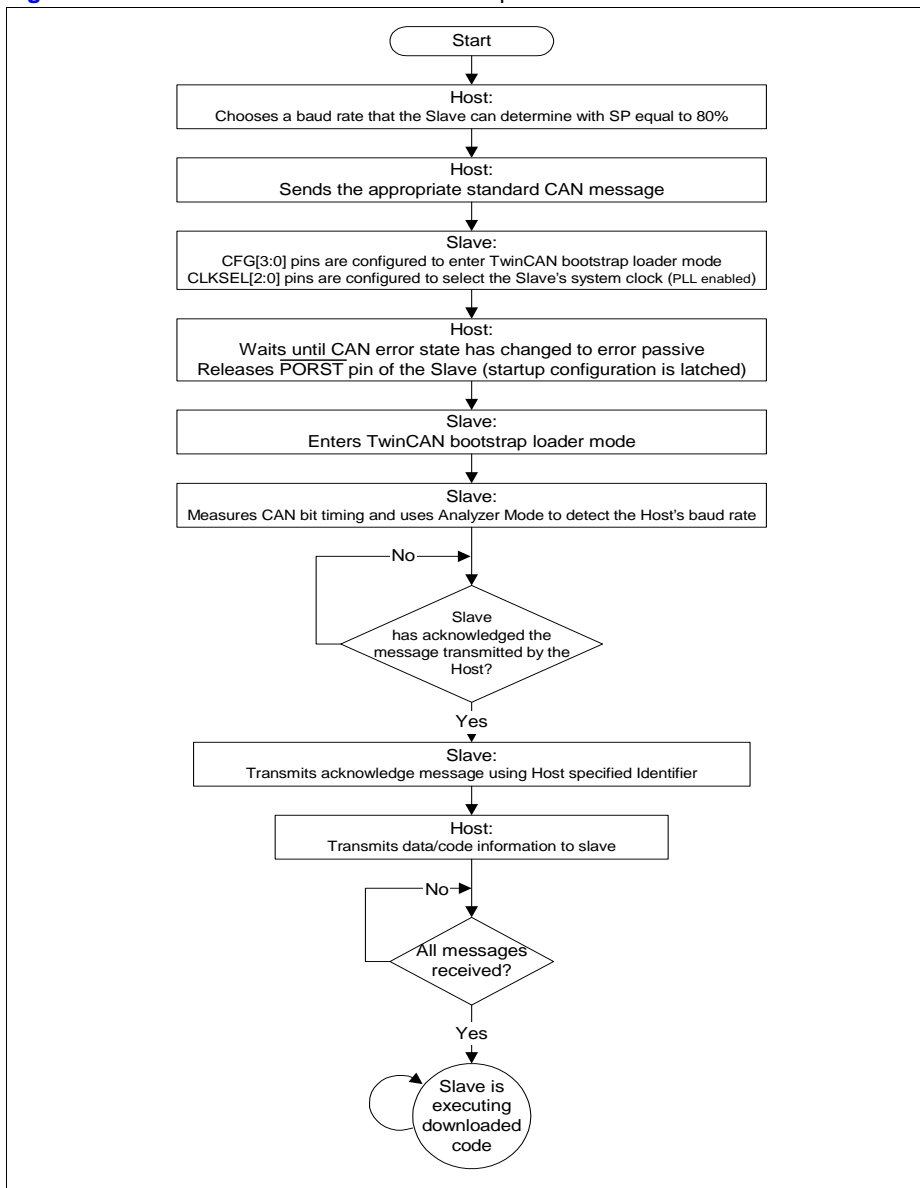 Start
Host:
Chooses a baud rate that the Slave can determine with SP equal to 80%
Host:
Sends the appropriate standard CAN message
Slave:
CFG[3:0] pins are configured to enter TwinCAN bootstrap loader mode
CLKSEL[2:0] pins are configured to select the Slave's system clock (PLL enabled)
Host:
Waits until CAN error state has changed to error passive
Releases PORST pin of the Slave (startup configuration is latched)
Slave:
Enters TwinCAN bootstrap loader mode
Slave:
Measures CAN bit timing and uses Analyzer Mode to detect the Host's baud rate
No
Slave
has acknowledged the
message transmitted by the
Host?
Yes
Slave:
Transmits acknowledge message using Host specified Identifier
Host:
Transmits data/code information to slave
No
All messages
received?
Yes
Slave is
executing
downloaded
code